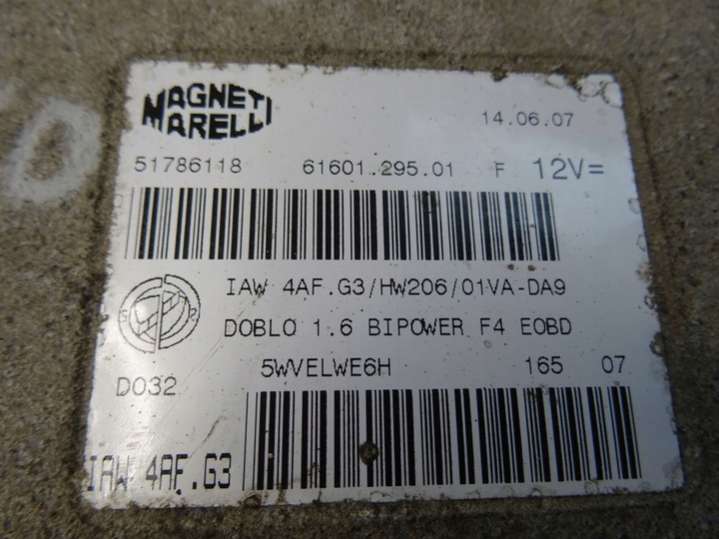 MAGNETI
MARELLI
14.06.07
51786118 61601.295.01 F 12V=
IAW 4AF.G3/HW206/01VA-DA9
DOBLO 1.6 BIPOWER F4 EOBD
5WVELWE6H 165 07
D032
IAW 4AF.G3